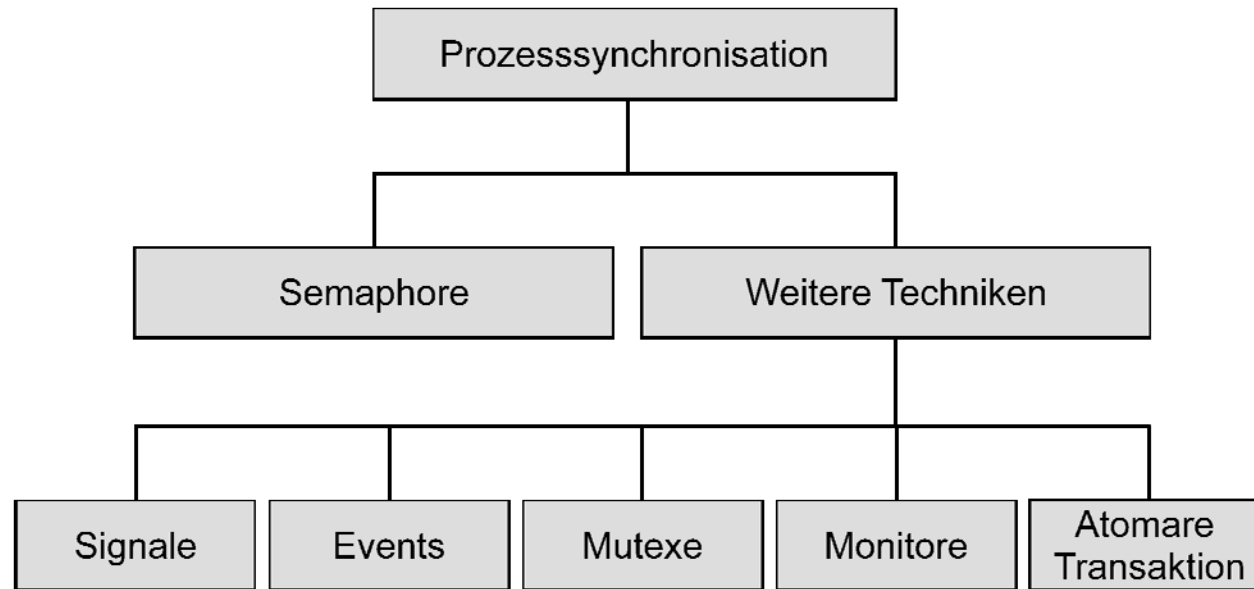 Prozesssynchronisation
Semaphore
Weitere Techniken
Signale
Events
Mutexe
Monitore
Atomare
Transaktion